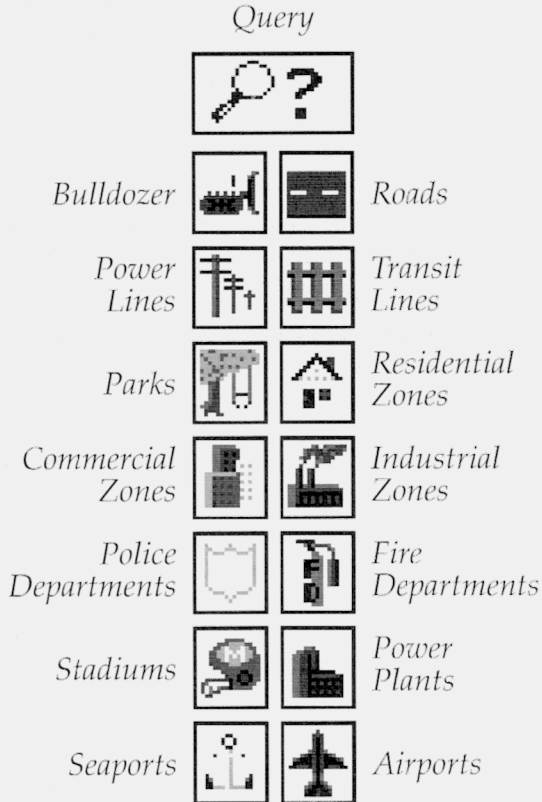 Query
?
Bulldozer
Roads
Power
Lines
Transit
Lines
Parks
Residential
Zones
Commercial
Zones
Industrial
Zones
Police
Departments
F
D
Fire
Departments
Stadiums
M
Power
Plants
Seaports
Airports